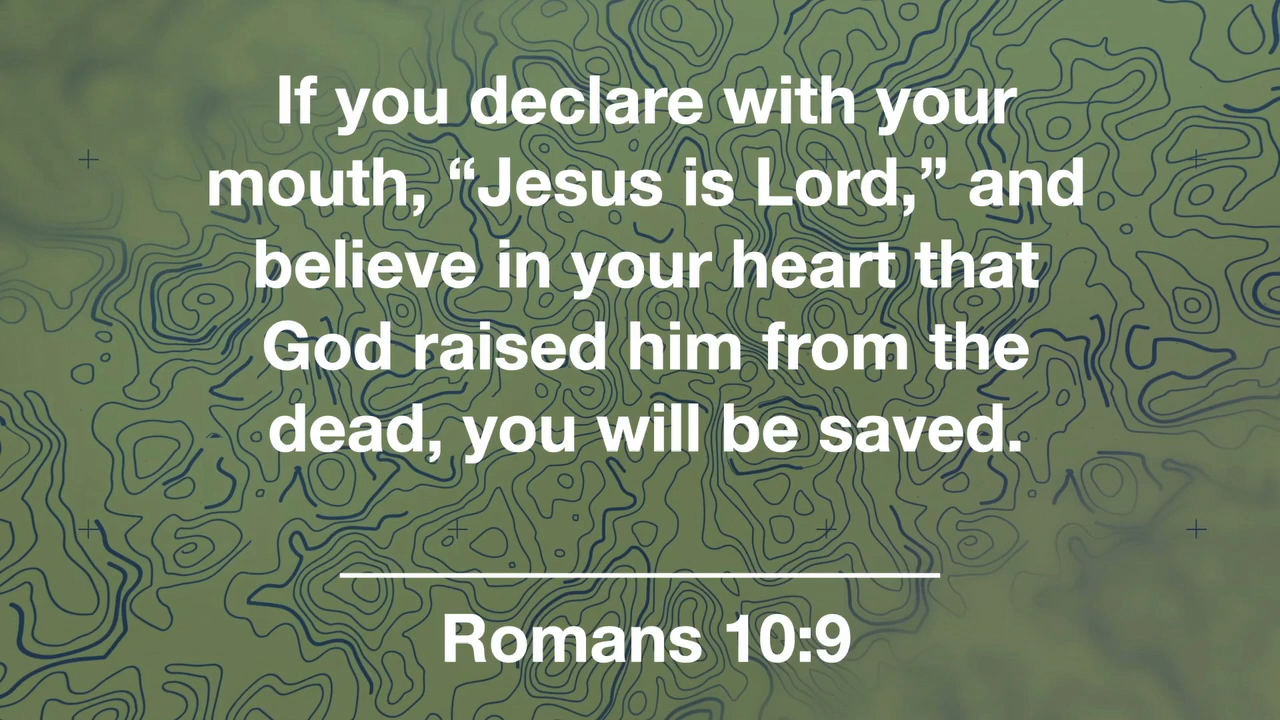 If you declare with your
mouth, “Jesus is Lord,” and
believe in your heart that
God raised him from the
dead, you will be saved.
Romans 10:9